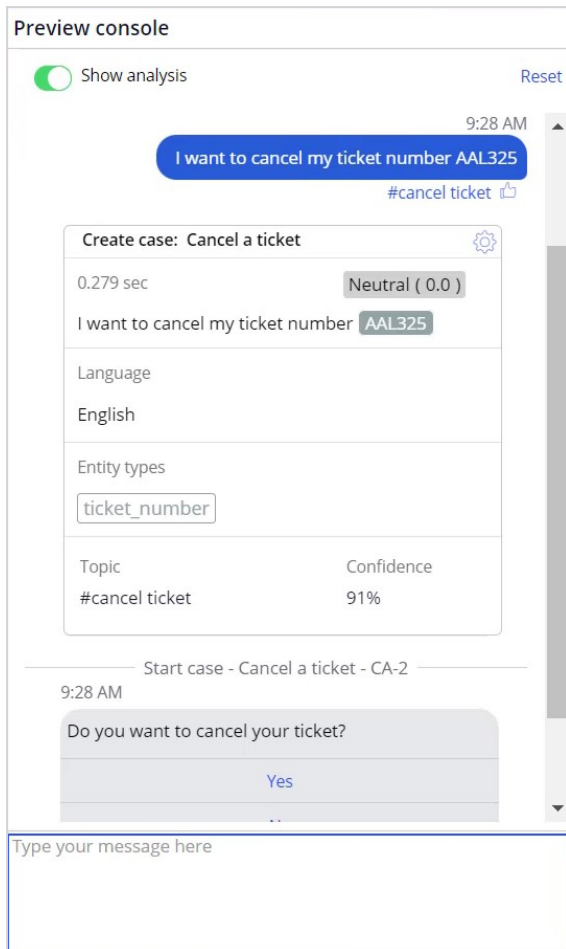 Preview console
Show analysis
Reset
9:28 AM
I want to cancel my ticket number AAL325
#cancel ticket
Create case: Cancel a ticket
0.279 sec
Neutral ( 0.0 )
I want to cancel my ticket number AAL325
Language
English
Entity types
ticket_number
Topic
Confidence
#cancel ticket
91%
Start case - Cancel a ticket - CA-2
9:28 AM
Do you want to cancel your ticket?
Yes
Type your message here